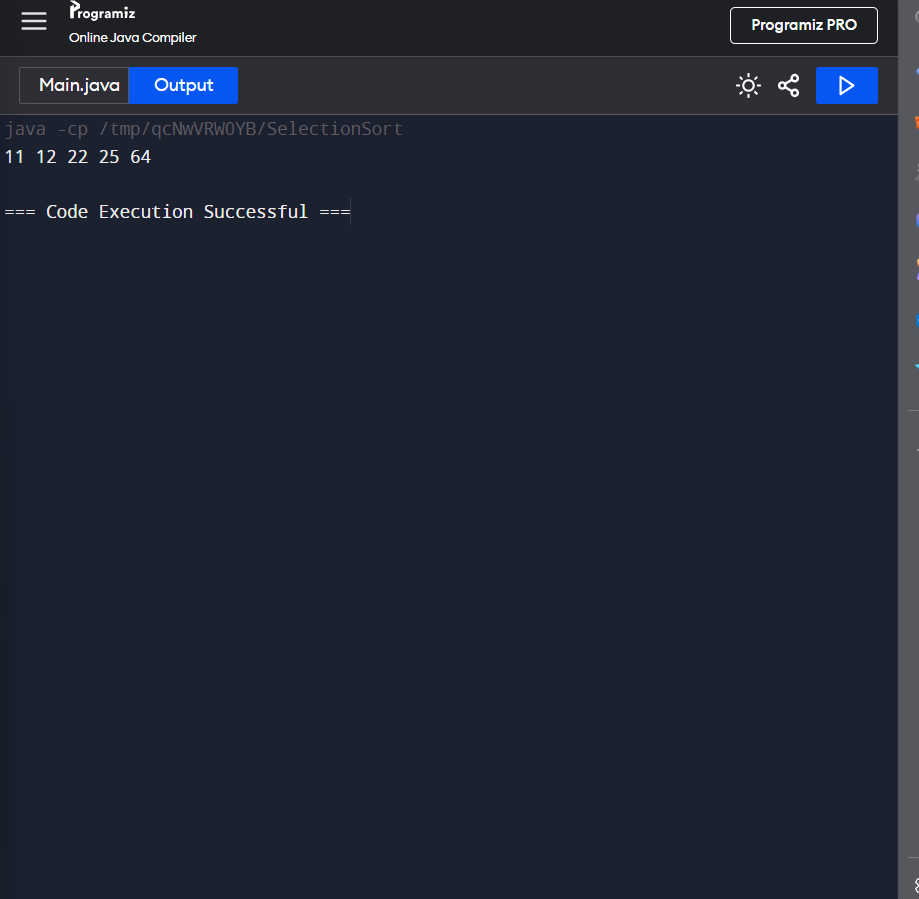 Programiz
Online Java Compiler
Programiz PRO
Main.java
Output
java -cp /tmp/qcNwVRW0YB/SelectionSort
11 12 22 25 64
=== Code Execution Successful ===